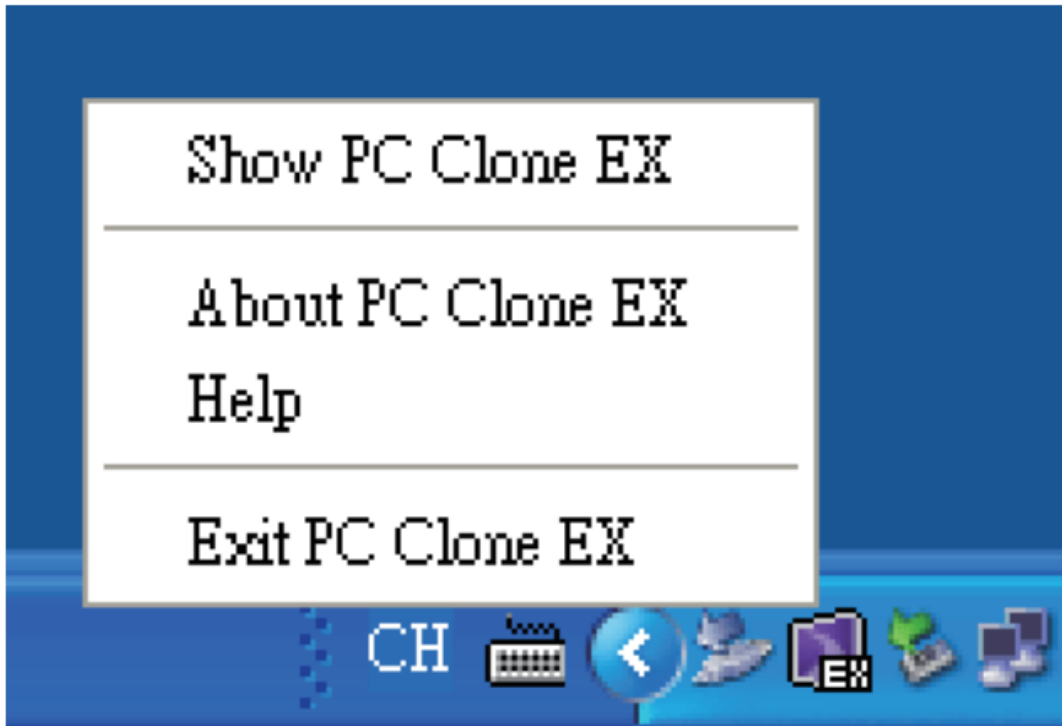 Show PC Clone EX
About PC Clone EX
Help
Exit PC Clone EX
CH
EX